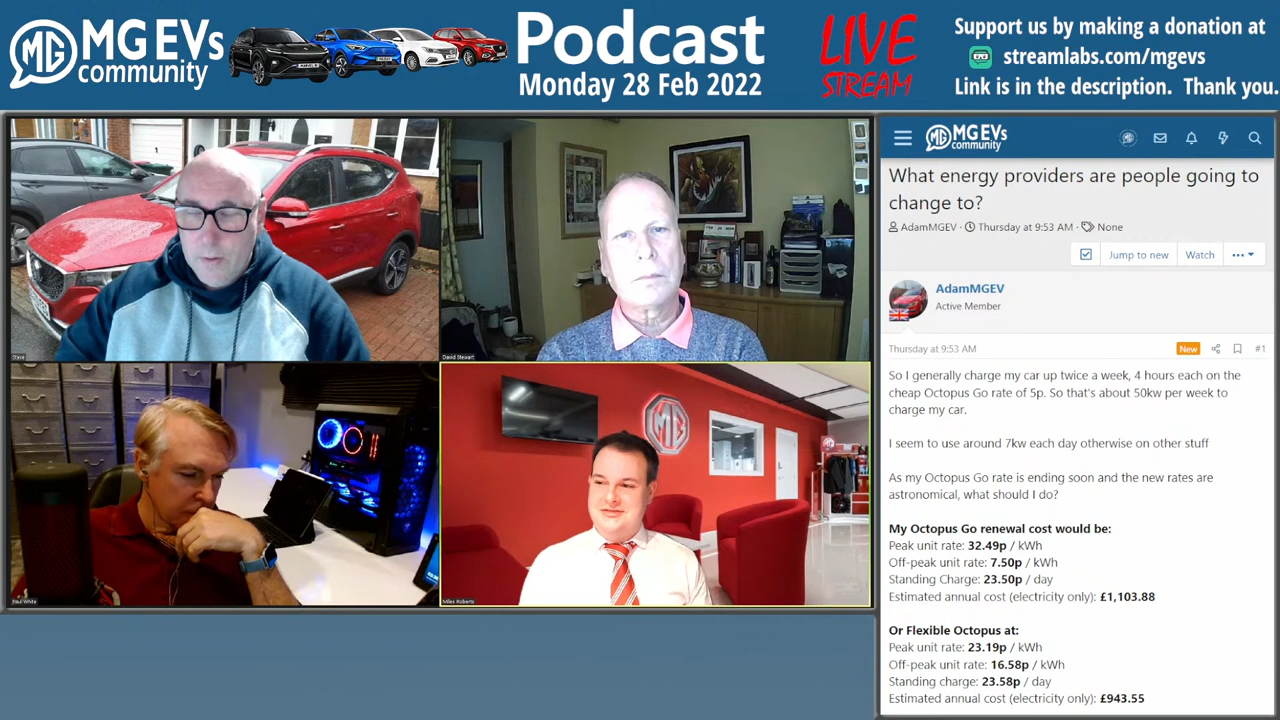 MG
MG EVs
community
Podcast
Monday 28 Feb 2022
LIVE
STREAM
Support us by making a donation at
streamlabs.com/mgevs
Link is in the description. Thank you.
Steve
David Stewart
Paul White
MG
Miles Roberts
MG EVs
community
What energy providers are people going to
change to?
AdamMGEV · Thursday at 9:53 AM · None
Jump to new
Watch
AdamMGEV
Active Member
Thursday at 9:53 AM
New
#1
So I generally charge my car up twice a week, 4 hours each on the
cheap Octopus Go rate of 5p. So that's about 50kw per week to
charge my car.
I seem to use around 7kw each day otherwise on other stuff
As my Octopus Go rate is ending soon and the new rates are
astronomical, what should I do?
My Octopus Go renewal cost would be:
Peak unit rate: 32.49p / kWh
Off-peak unit rate: 7.50p / kWh
Standing Charge: 23.50p / day
Estimated annual cost (electricity only): £1,103.88
Or Flexible Octopus at:
Peak unit rate: 23.19p / kWh
Off-peak unit rate: 16.58p / kWh
Standing charge: 23.58p / day
Estimated annual cost (electricity only): £943.55